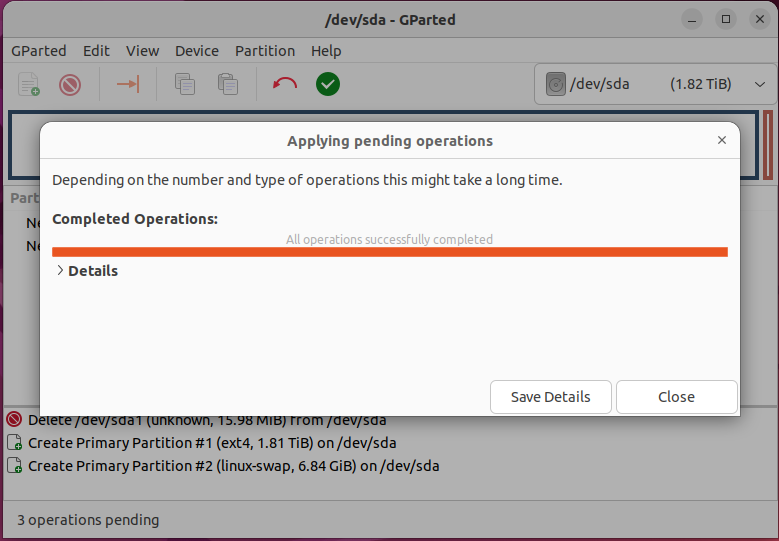 /dev/sda - GParted
GParted Edit View Device Partition Help
/dev/sda (1.82 TiB)
Applying pending operations
Part
Depending on the number and type of operations this might take a long time.
Ne
Completed Operations:
All operations successfully completed
Ne
Details
Save Details Close
Delete /dev/sda1 (unknown, 15.98 MiB) from /dev/sda
Create Primary Partition #1 (ext4, 1.81 TiB) on /dev/sda
Create Primary Partition #2 (linux-swap, 6.84 GiB) on /dev/sda
3 operations pending